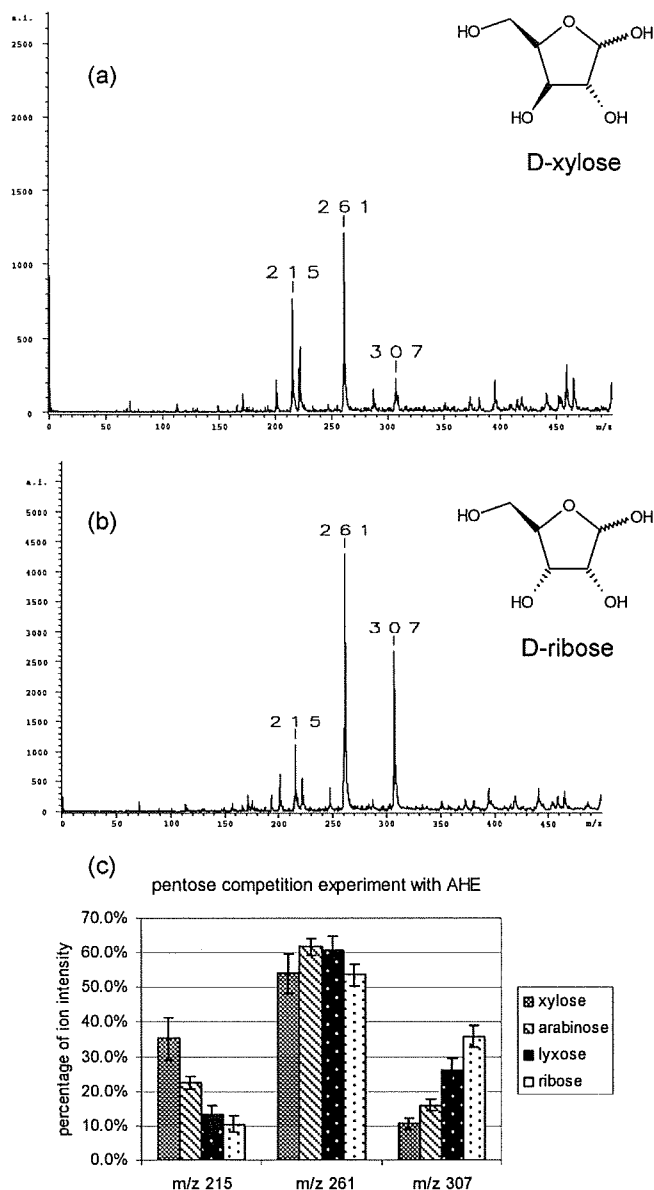 a.i.
(a)
HO
O
OH
HO
OH
D-xylose
2500
2000
1500
1000
500
0
2 6 1
2 1 5
3 0 7
0 50 100 150 200 250 300 350 400 450 m/z
a.i.
(b)
HO
O
OH
HO
OH
D-ribose
5000
4500
4000
3500
3000
2500
2000
1500
1000
500
0
2 6 1
3 0 7
2 1 5
0 50 100 150 200 250 300 350 400 450 m/z
(c)
pentose competition experiment with AHE
percentage of ion intensity
70.0%
60.0%
50.0%
40.0%
30.0%
20.0%
10.0%
0.0%
m/z 215 m/z 261 m/z 307
xylose
arabinose
lyxose
ribose